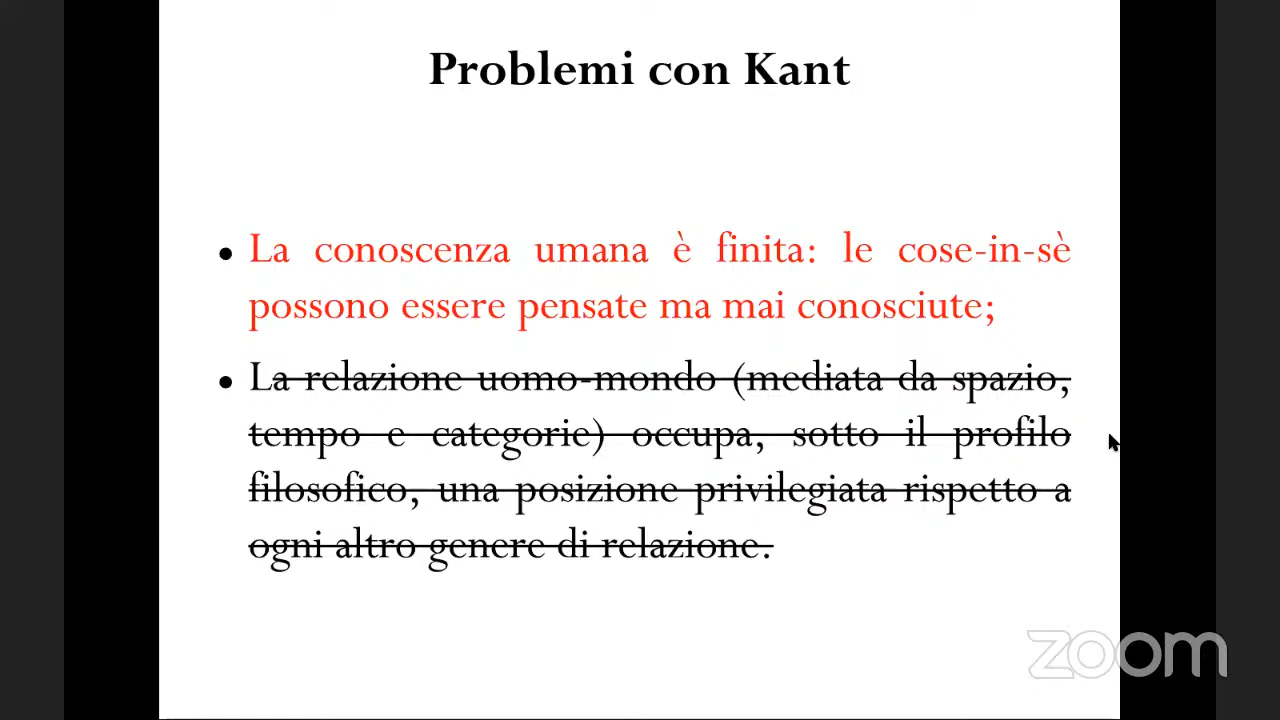 Problemi con Kant
La conoscenza umana è finita: le cose-in-sè
possono essere pensate ma mai conosciute;
La relazione uomo-mondo (mediata da spazio,
tempo e categorie) occupa, sotto il profilo
filosofico, una posizione privilegiata rispetto a
ogni altro genere di relazione.
zoom